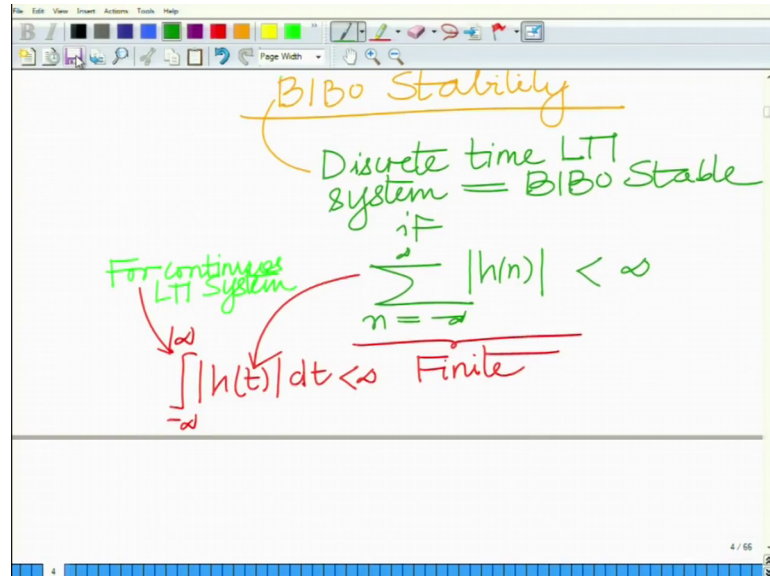 File Edit View Insert Actions Tools Help
B I
Page Width
BIBO Stability
Discrete time LTI
system = BIBO Stable
if
∞
∑ |h(n)| < ∞
n = -∞
Finite
For continuous
LTI System
∞
∫ |h(t)| dt < ∞
-∞
4 / 66
4